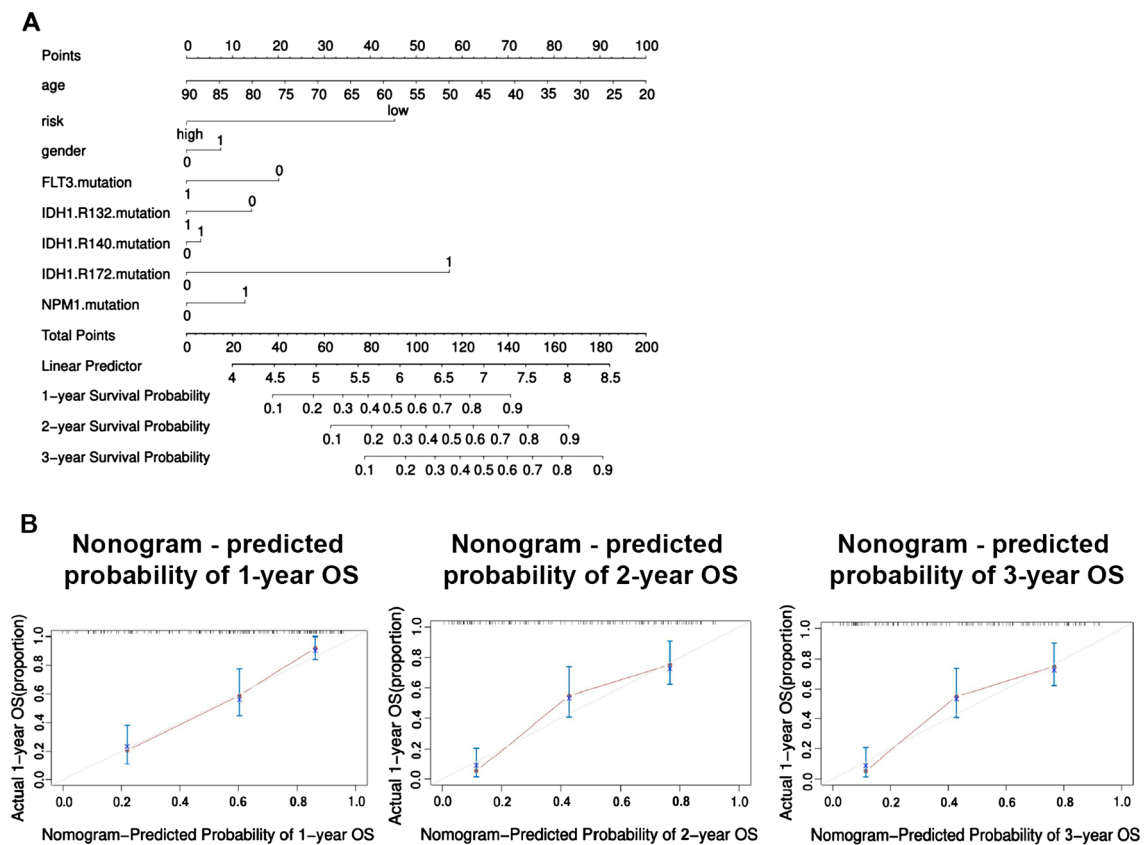 A
Points 0 10 20 30 40 50 60 70 80 90 100
age
90 85 80 75 70 65 60 55 50 45 40 35 30 25 20
risk low
high
gender 1
0
FLT3.mutation 0
1
IDH1.R132.mutation 0
1
IDH1.R140.mutation 1
0
IDH1.R172.mutation 1
0
NPM1.mutation 1
0
Total Points
0 20 40 60 80 100 120 140 160 180 200
Linear Predictor
4 4.5 5 5.5 6 6.5 7 7.5 8 8.5
1-year Survival Probability
0.1 0.2 0.3 0.4 0.5 0.6 0.7 0.8 0.9
2-year Survival Probability
0.1 0.2 0.3 0.4 0.5 0.6 0.7 0.8 0.9
3-year Survival Probability
0.1 0.2 0.3 0.4 0.5 0.6 0.7 0.8 0.9
B
Nonogram - predicted
probability of 1-year OS
Actual 1-year OS(proportion)
0.0 0.2 0.4 0.6 0.8 1.0
0.0 0.2 0.4 0.6 0.8 1.0
Nomogram-Predicted Probability of 1-year OS
Nonogram - predicted
probability of 2-year OS
Actual 1-year OS(proportion)
0.0 0.2 0.4 0.6 0.8 1.0
0.0 0.2 0.4 0.6 0.8 1.0
Nomogram-Predicted Probability of 2-year OS
Nonogram - predicted
probability of 3-year OS
Actual 1-year OS(proportion)
0.0 0.2 0.4 0.6 0.8 1.0
0.0 0.2 0.4 0.6 0.8 1.0
Nomogram-Predicted Probability of 3-year OS